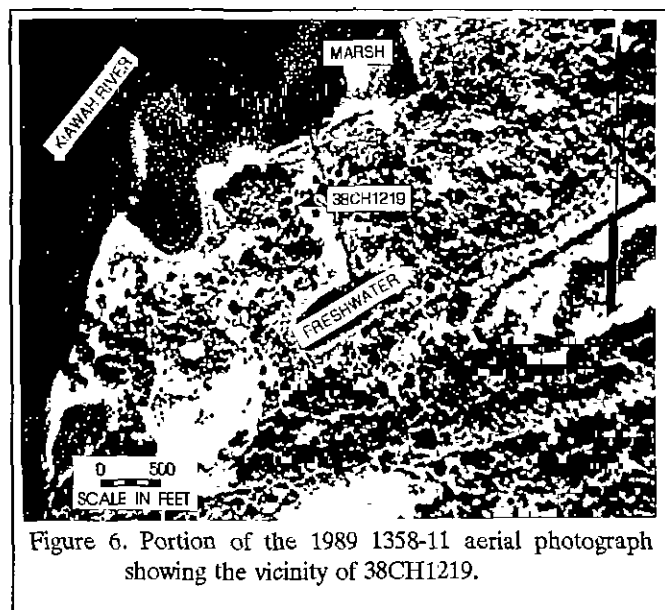 MARSH
KIAWAH RIVER
38CH1219
FRESHWATER
0 500
SCALE IN FEET
Figure 6. Portion of the 1989 1358-11 aerial photograph
showing the vicinity of 38CH1219.